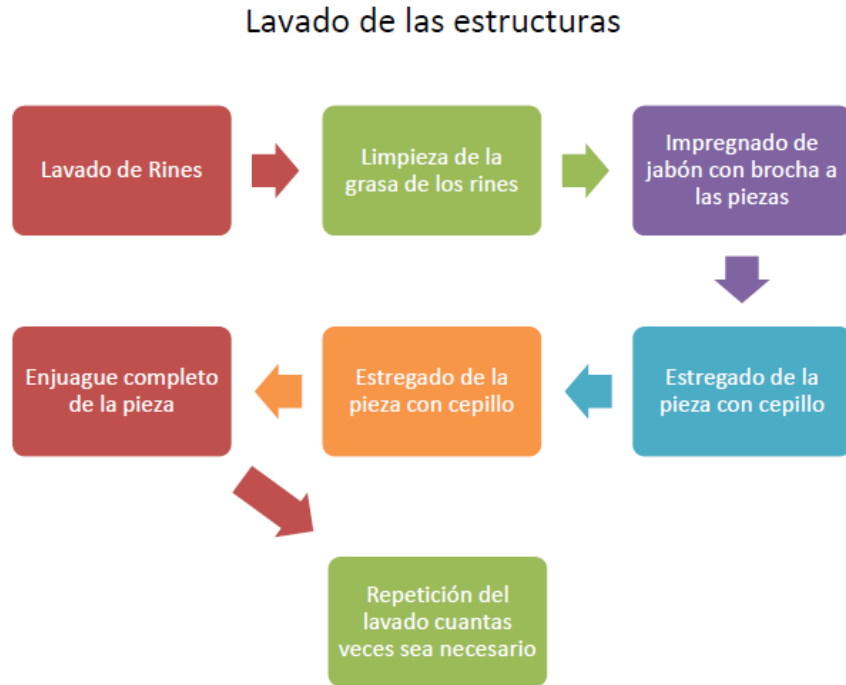 Lavado de las estructuras
Lavado de Rines
Limpieza de la
grasa de los rines
Impregnado de
jabón con brocha a
las piezas
Estregado de la
pieza con cepillo
Estregado de la
pieza con cepillo
Enjuague completo
de la pieza
Repetición del
lavado cuantas
veces sea necesario